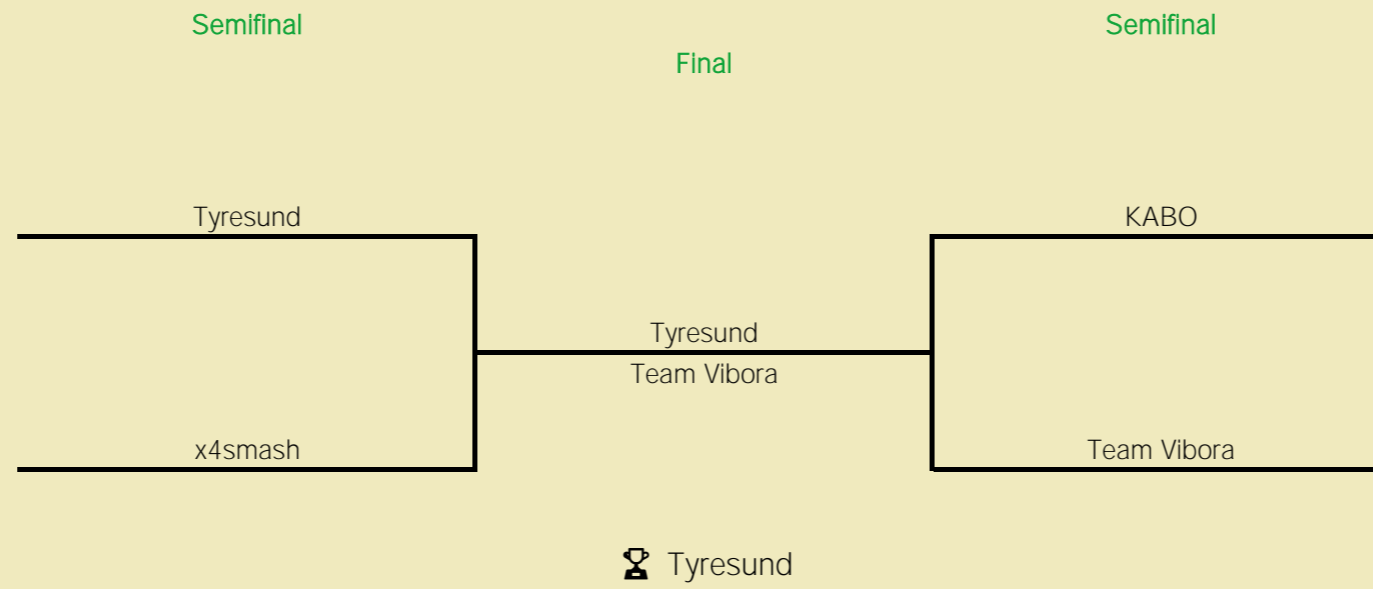 Semifinal
Semifinal
Final
Tyresund
KABO
Tyresund
Team Vibora
x4smash
Team Vibora
Tyresund